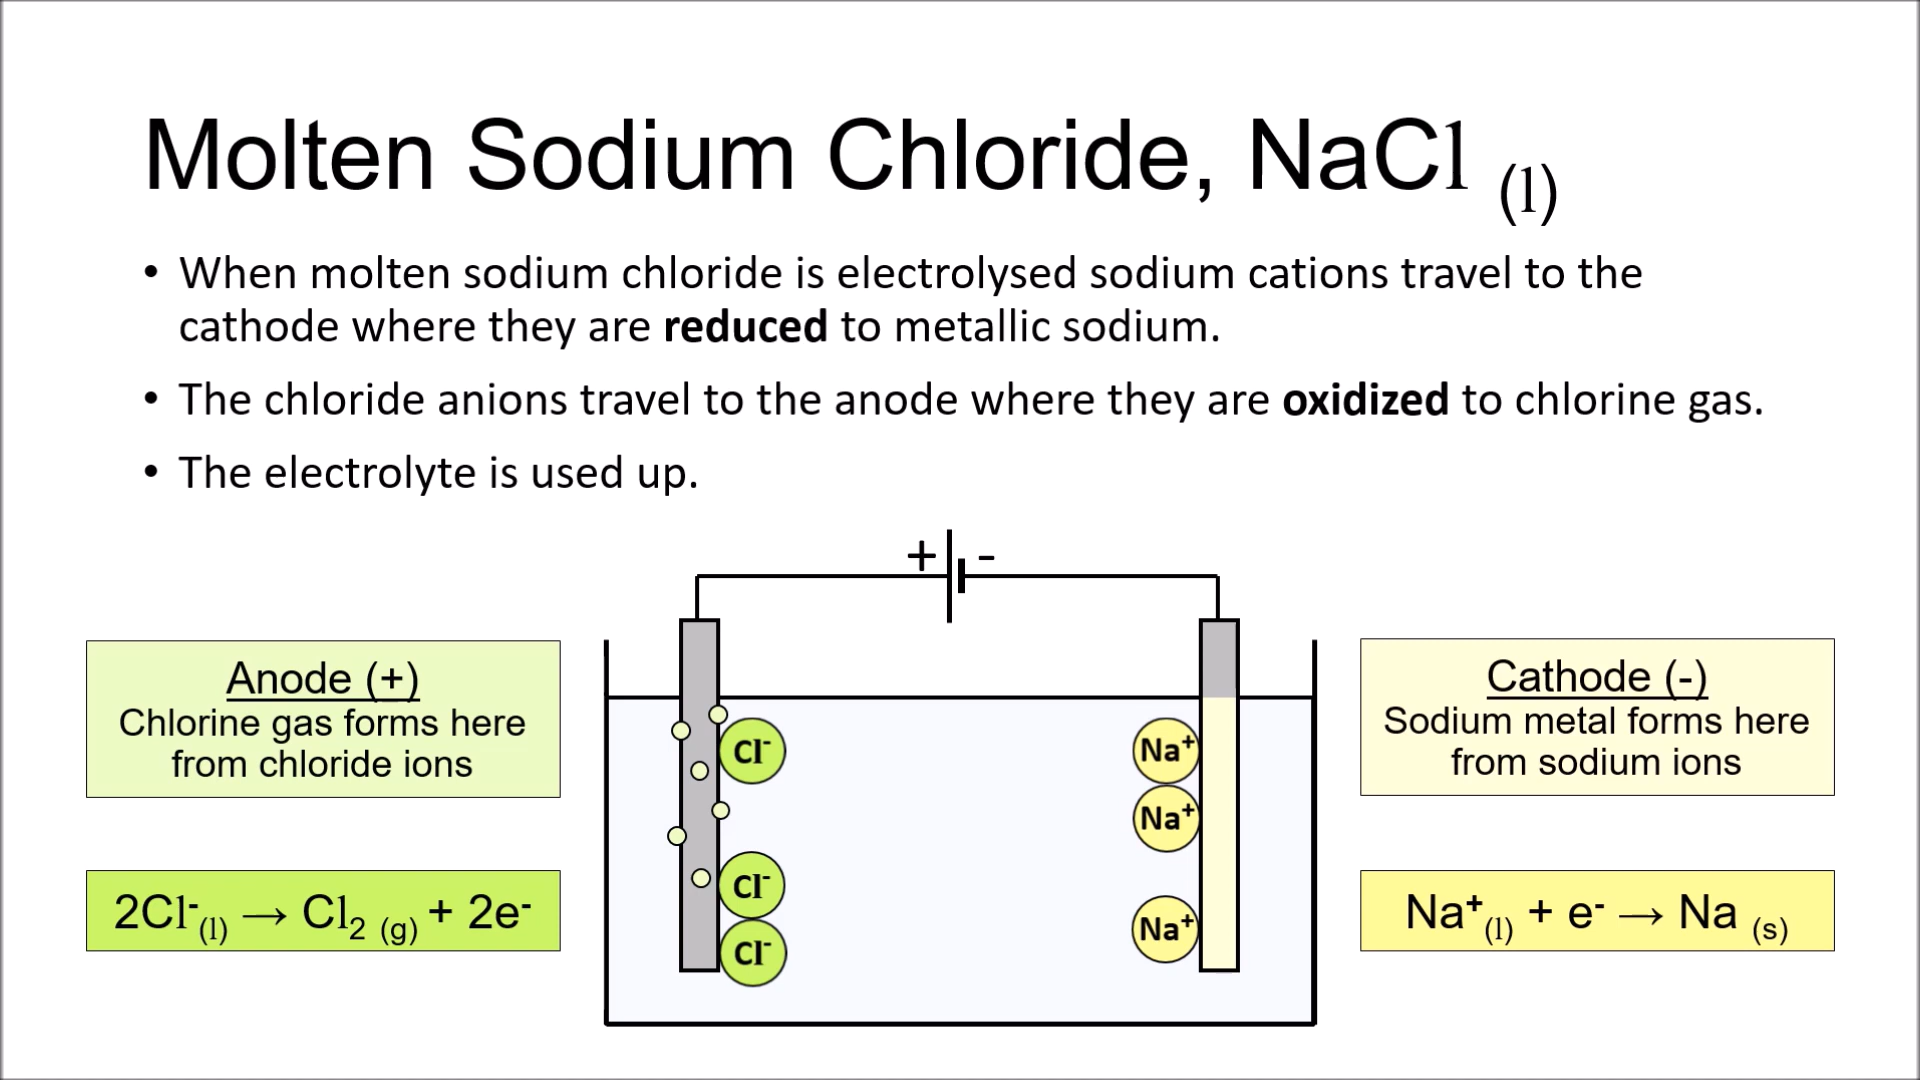 Molten Sodium Chloride, NaCl (l)
• When molten sodium chloride is electrolysed sodium cations travel to the
cathode where they are reduced to metallic sodium.
• The chloride anions travel to the anode where they are oxidized to chlorine gas.
• The electrolyte is used up.
+ -
Anode (+)
Chlorine gas forms here
from chloride ions
2Cl⁻(l) → Cl₂ (g) + 2e⁻
Cl⁻
Cl⁻
Cl⁻
Na⁺
Na⁺
Na⁺
Cathode (-)
Sodium metal forms here
from sodium ions
Na⁺(l) + e⁻ → Na (s)